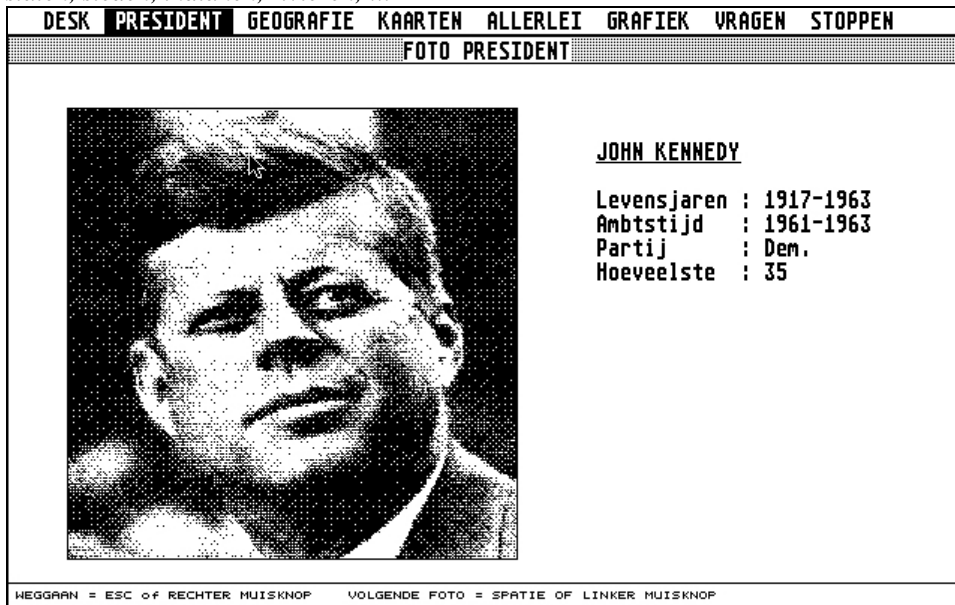 DESK PRESIDENT GEOGRAFIE KAARTEN ALLERLEI GRAFIEK VRAGEN STOPPEN
FOTO PRESIDENT
JOHN KENNEDY
Levensjaren : 1917-1963
Ambtstijd : 1961-1963
Partij : Dem.
Hoeveelste : 35
WEGGAAN = ESC of RECHTER MUISKNOP VOLGENDE FOTO = SPATIE OF LINKER MUISKNOP